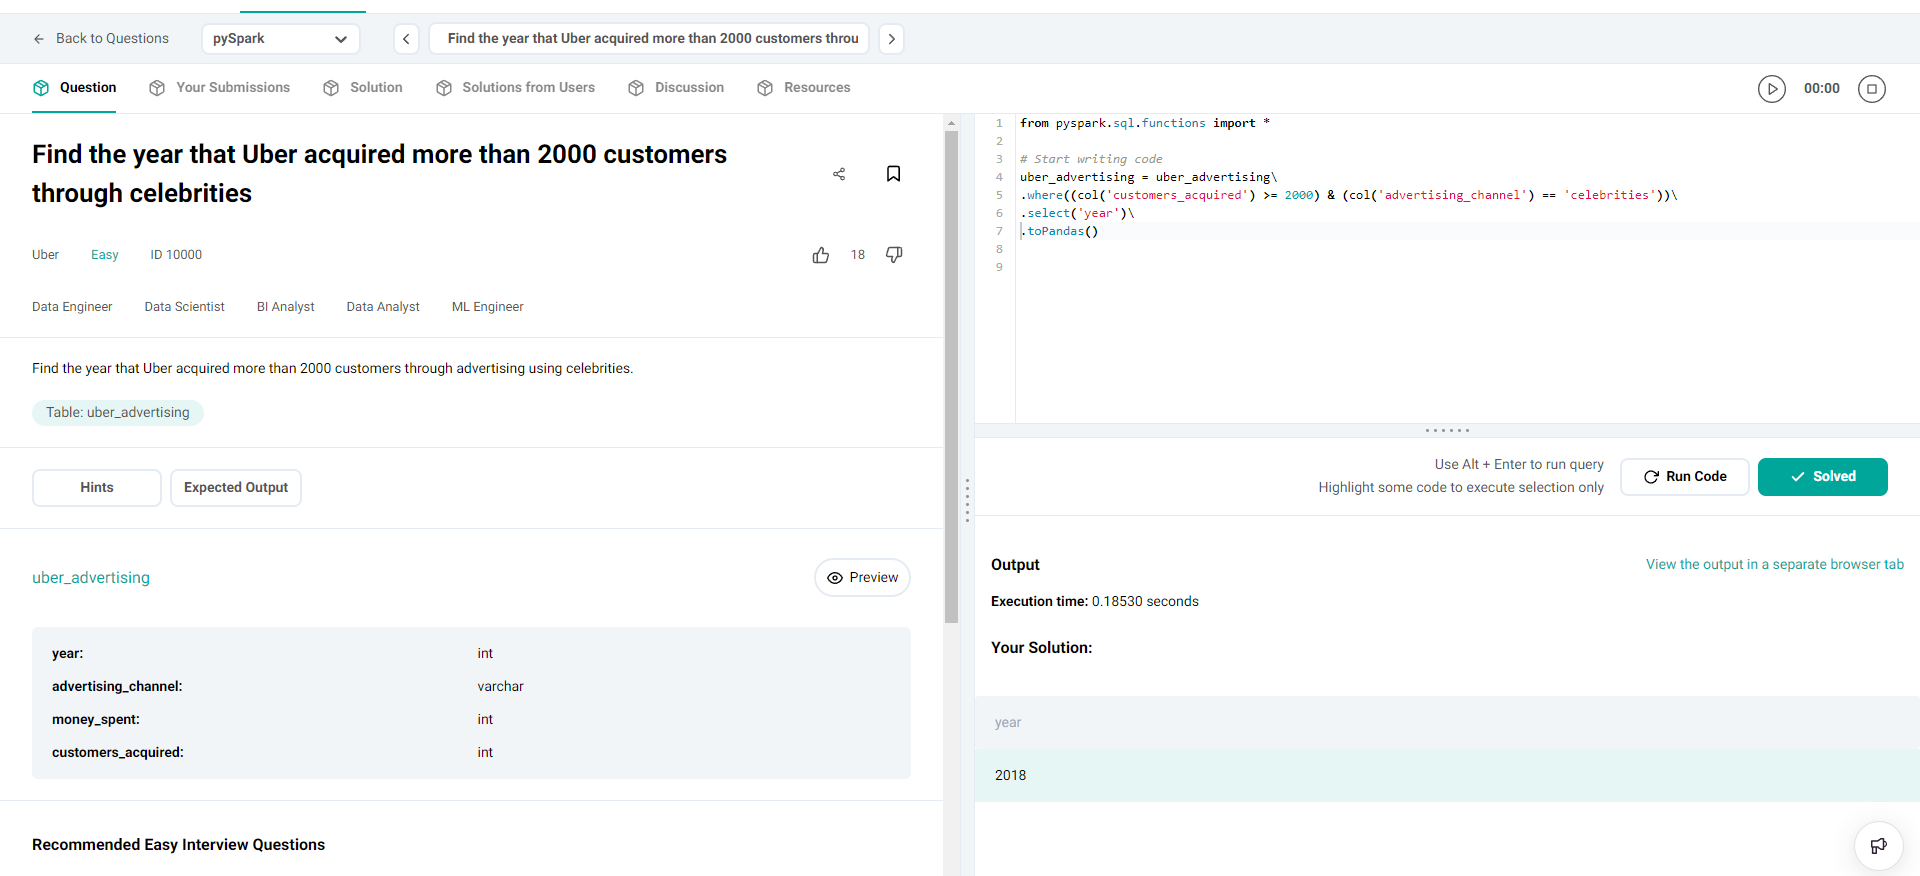 Back to Questions
pySpark
Find the year that Uber acquired more than 2000 customers throu
Question
Your Submissions
Solution
Solutions from Users
Discussion
Resources
00:00
Find the year that Uber acquired more than 2000 customers
through celebrities
Uber
Easy
ID 10000
18
Data Engineer
Data Scientist
BI Analyst
Data Analyst
ML Engineer
Find the year that Uber acquired more than 2000 customers through advertising using celebrities.
Table: uber_advertising
Hints
Expected Output
uber_advertising
Preview
year: int
advertising_channel: varchar
money_spent: int
customers_acquired: int
Recommended Easy Interview Questions
1 from pyspark.sql.functions import *
2
3 # Start writing code
4 uber_advertising = uber_advertising\
5 .where((col('customers_acquired') >= 2000) & (col('advertising_channel') == 'celebrities'))\
6 .select('year')\
7 .toPandas()
8
9
Use Alt + Enter to run query
Highlight some code to execute selection only
Run Code
Solved
Output
View the output in a separate browser tab
Execution time: 0.18530 seconds
Your Solution:
year
2018